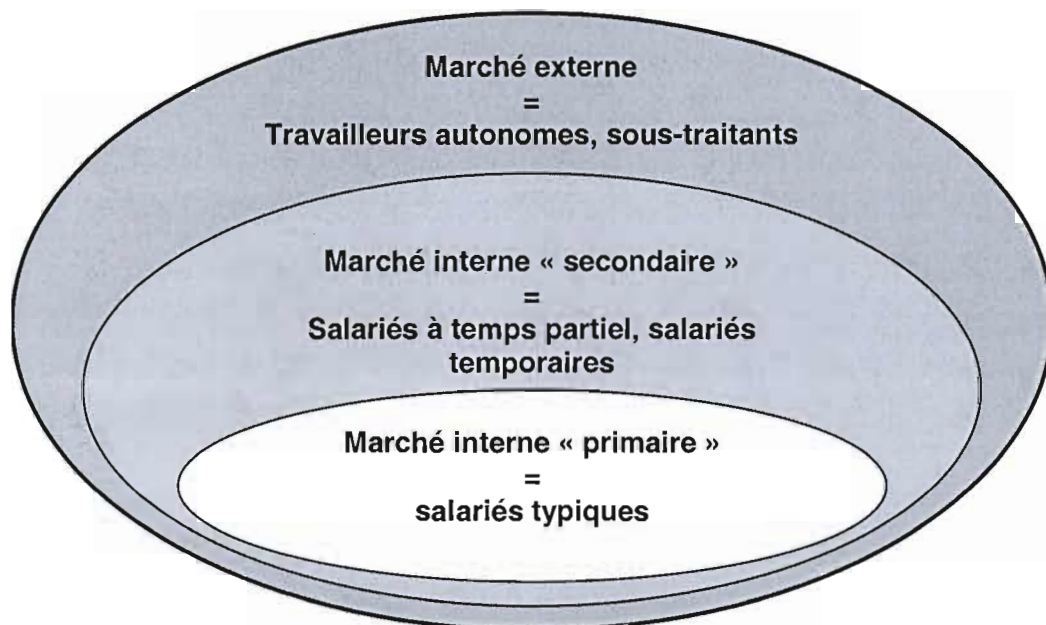 Marché externe
=
Travailleurs autonomes, sous-traitants
Marché interne « secondaire »
=
Salariés à temps partiel, salariés
temporaires
Marché interne « primaire »
=
salariés typiques